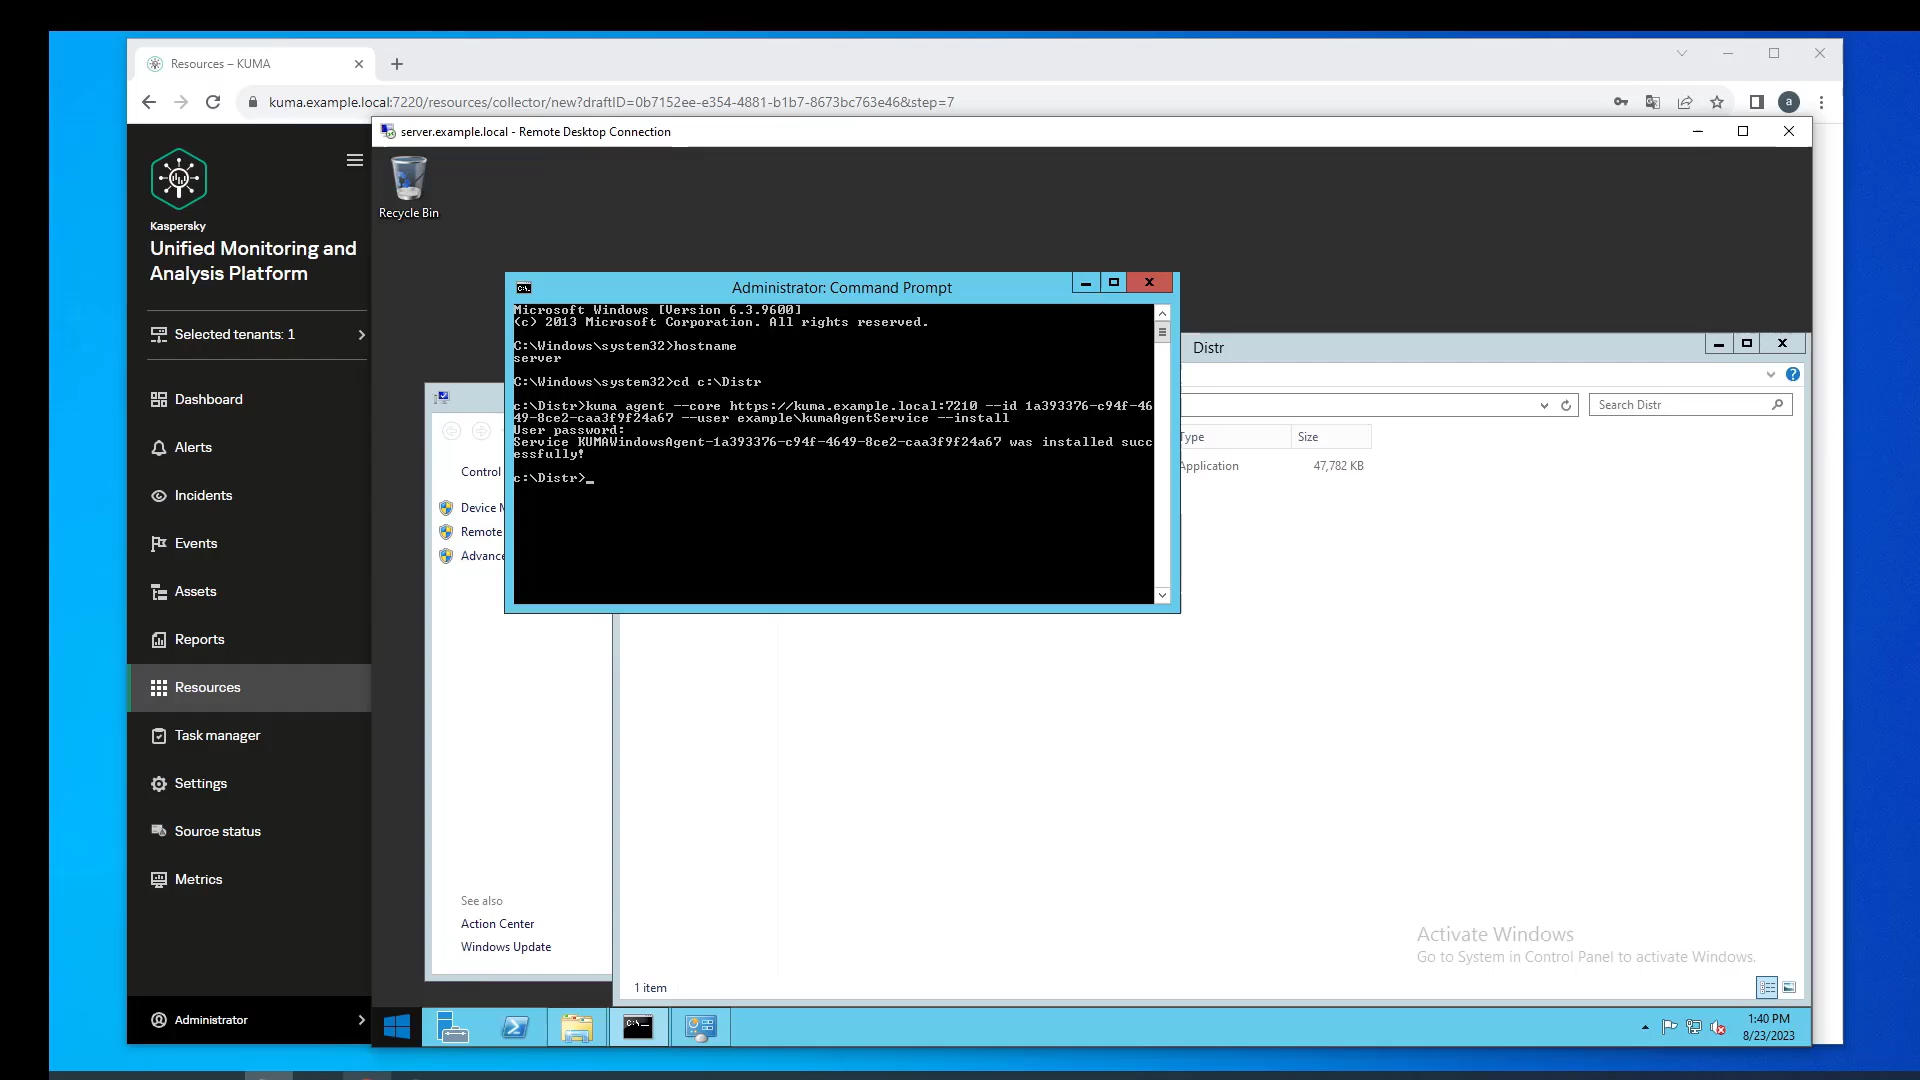 Resources – KUMA
kuma.example.local:7220/resources/collector/new?draftID=0b7152ee-e354-4881-b1b7-8673bc763e46&step=7
a
server.example.local - Remote Desktop Connection
Recycle Bin
Kaspersky
Unified Monitoring and
Analysis Platform
Selected tenants: 1
Dashboard
Alerts
Incidents
Events
Assets
Reports
Resources
Task manager
Settings
Source status
Metrics
Administrator
Administrator: Command Prompt
Microsoft Windows [Version 6.3.9600]
(c) 2013 Microsoft Corporation. All rights reserved.
C:\Windows\system32>hostname
server
C:\Windows\system32>cd c:\Distr
c:\Distr>kuma agent --core https://kuma.example.local:7210 --id 1a393376-c94f-46
49-8ce2-caa3f9f24a67 --user example\kumaAgentService --install
User password:
Service KUMAWindowsAgent-1a393376-c94f-4649-8ce2-caa3f9f24a67 was installed succ
essfully!
c:\Distr>_
Control
Device M
Remote
Advance
See also
Action Center
Windows Update
Distr
Search Distr
Type Size
Application 47,782 KB
1 item
Activate Windows
Go to System in Control Panel to activate Windows.
1:40 PM
8/23/2023